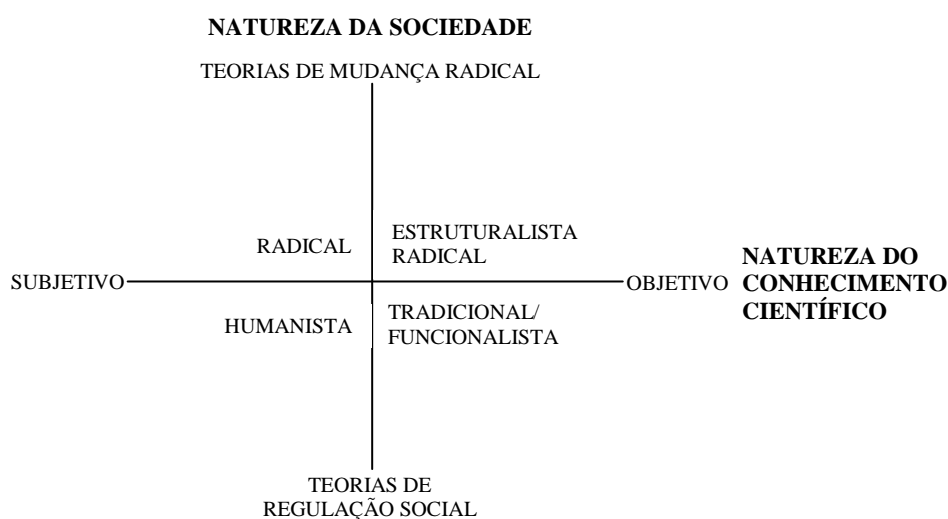 NATUREZA DA SOCIEDADE
TEORIAS DE MUDANÇA RADICAL
RADICAL
ESTRUTURALISTA
RADICAL
SUBJETIVO
OBJETIVO
NATUREZA DO
CONHECIMENTO
CIENTÍFICO
HUMANISTA
TRADICIONAL/
FUNCIONALISTA
TEORIAS DE
REGULAÇÃO SOCIAL